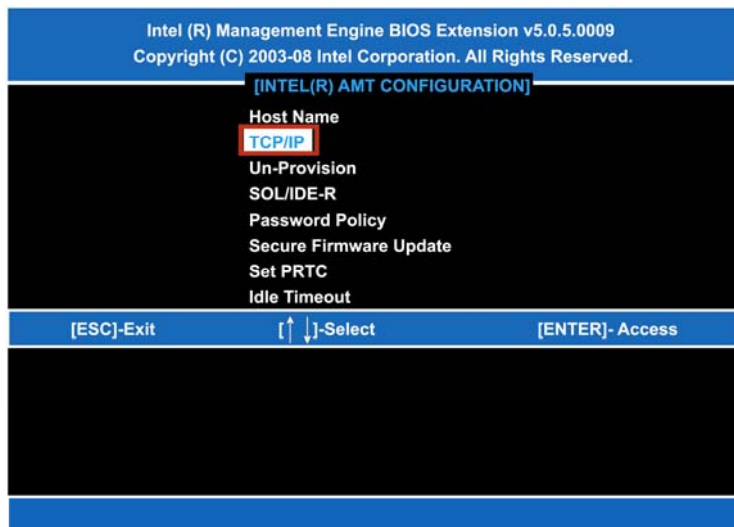 Intel (R) Management Engine BIOS Extension v5.0.5.0009
Copyright (C) 2003-08 Intel Corporation. All Rights Reserved.
[INTEL(R) AMT CONFIGURATION]
Host Name
TCP/IP
Un-Provision
SOL/IDE-R
Password Policy
Secure Firmware Update
Set PRTC
Idle Timeout
[ESC]-Exit [↑ ↓]-Select [ENTER]- Access